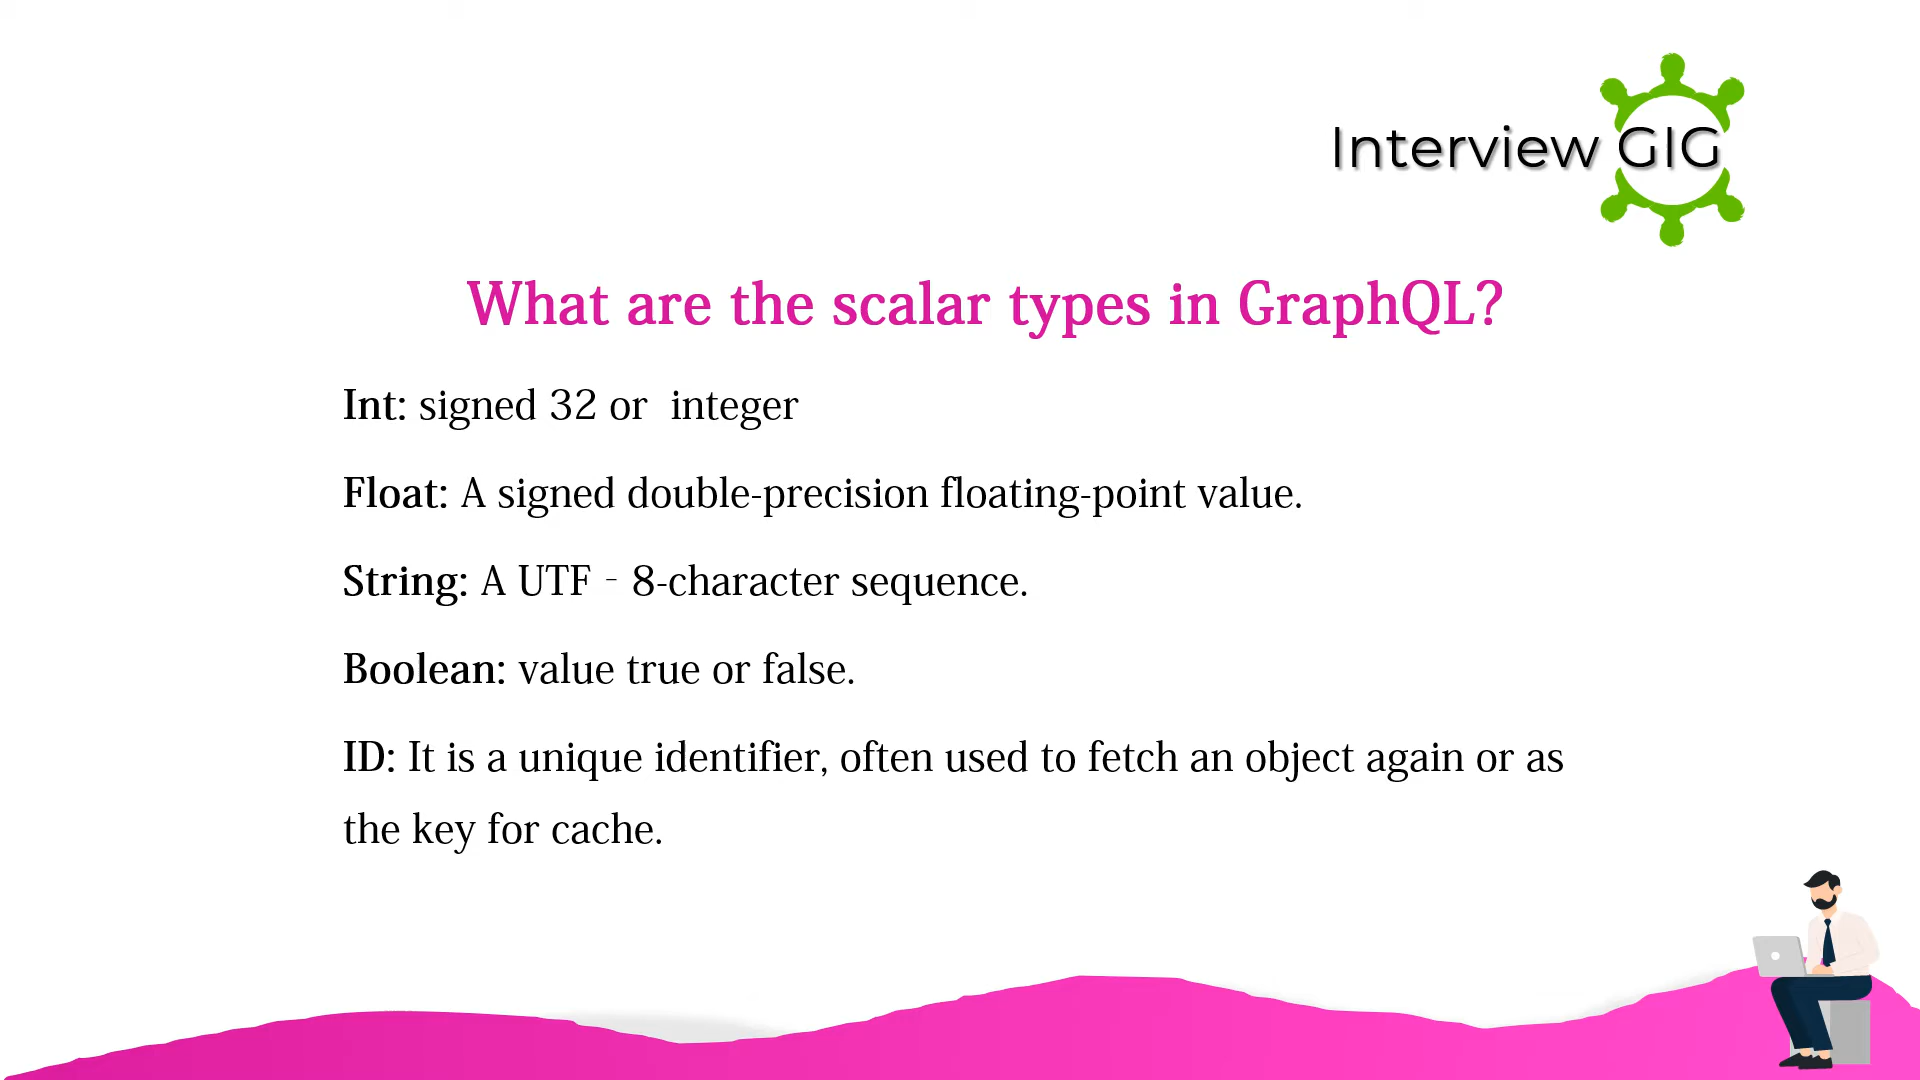 Interview GIG
What are the scalar types in GraphQL?
Int: signed 32 or  integer
Float: A signed double-precision floating-point value.
String: A UTF - 8-character sequence.
Boolean: value true or false.
ID: It is a unique identifier, often used to fetch an object again or as
the key for cache.